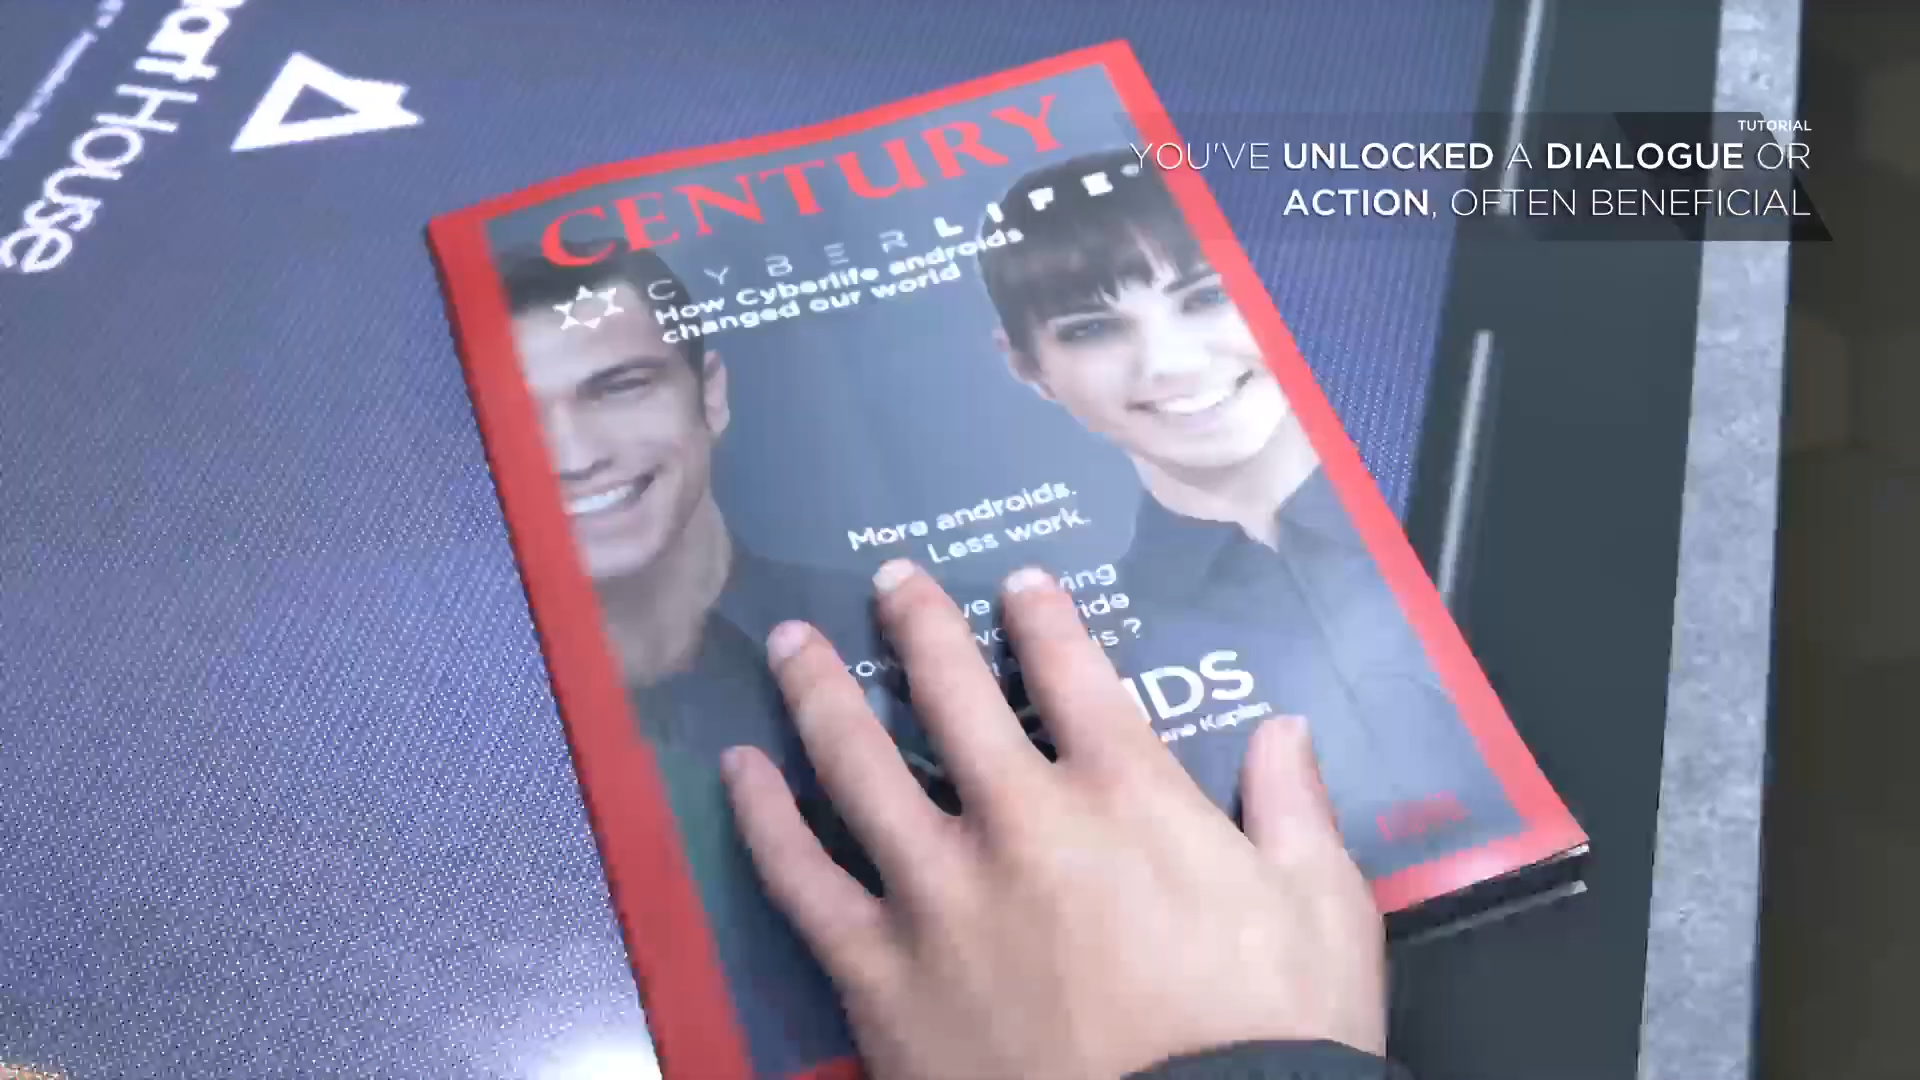 TUTORIAL
YOU'VE UNLOCKED A DIALOGUE OR
ACTION, OFTEN BENEFICIAL
House
CENTURY
CYBERLIFE
How Cyberlife androids
changed our world
More androids.
Less work.